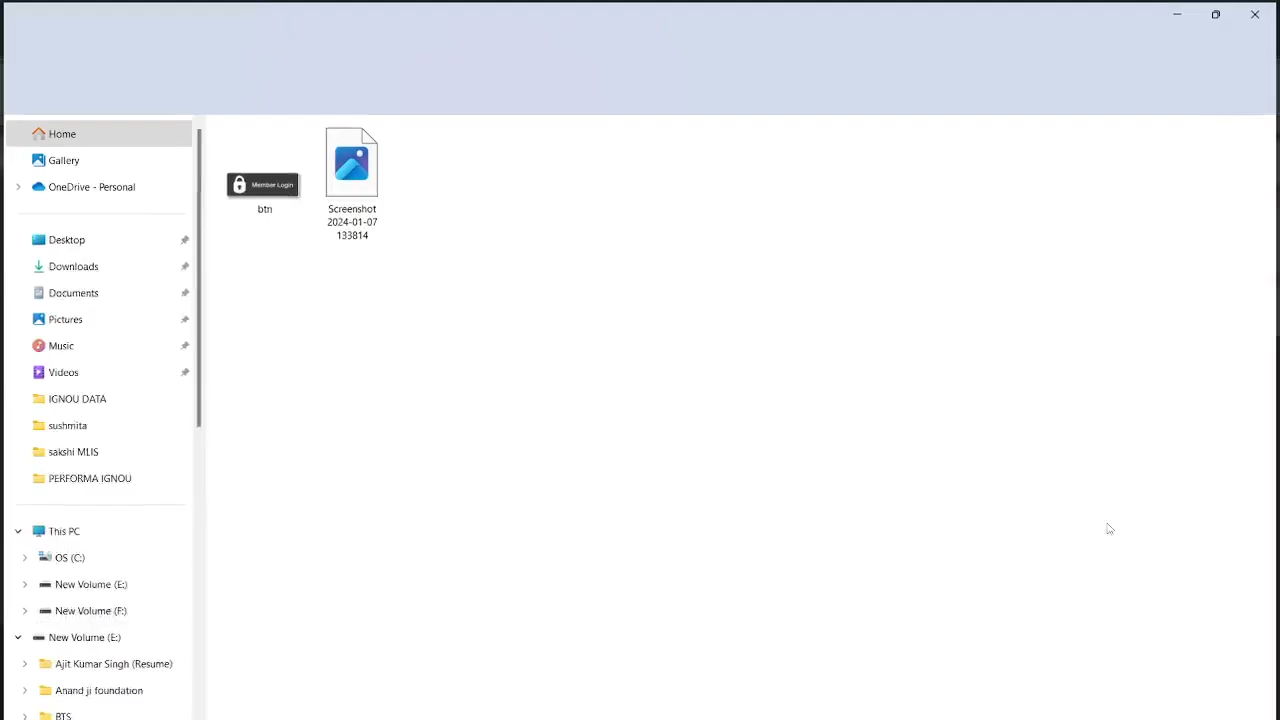 Home
Gallery
OneDrive - Personal
Desktop
Downloads
Documents
Pictures
Music
Videos
IGNOU DATA
sushmita
sakshi MLIS
PERFORMA IGNOU
This PC
OS (C:)
New Volume (E:)
New Volume (F:)
New Volume (E:)
Ajit Kumar Singh (Resume)
Anand ji foundation
BTS
Member Login
btn
Screenshot
2024-01-07
133814